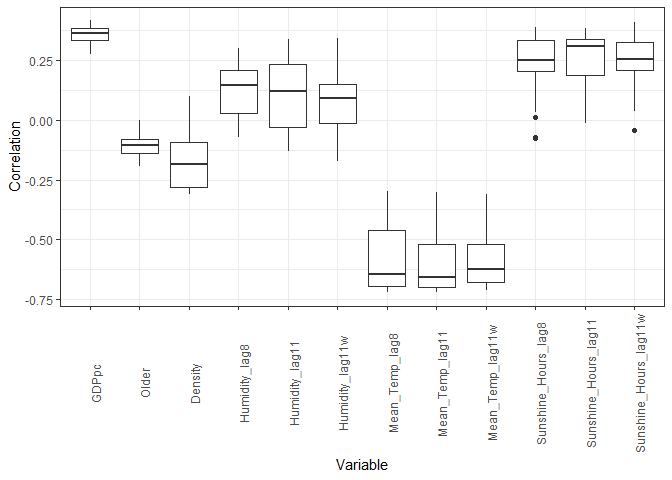 Correlation
0.25
0.00
-0.25
-0.50
-0.75
GDPpc
Older
Density
Humidity_lag8
Humidity_lag11
Humidity_lag11w
Mean_Temp_lag8
Mean_Temp_lag11
Mean_Temp_lag11w
Sunshine_Hours_lag8
Sunshine_Hours_lag11
Sunshine_Hours_lag11w
Variable